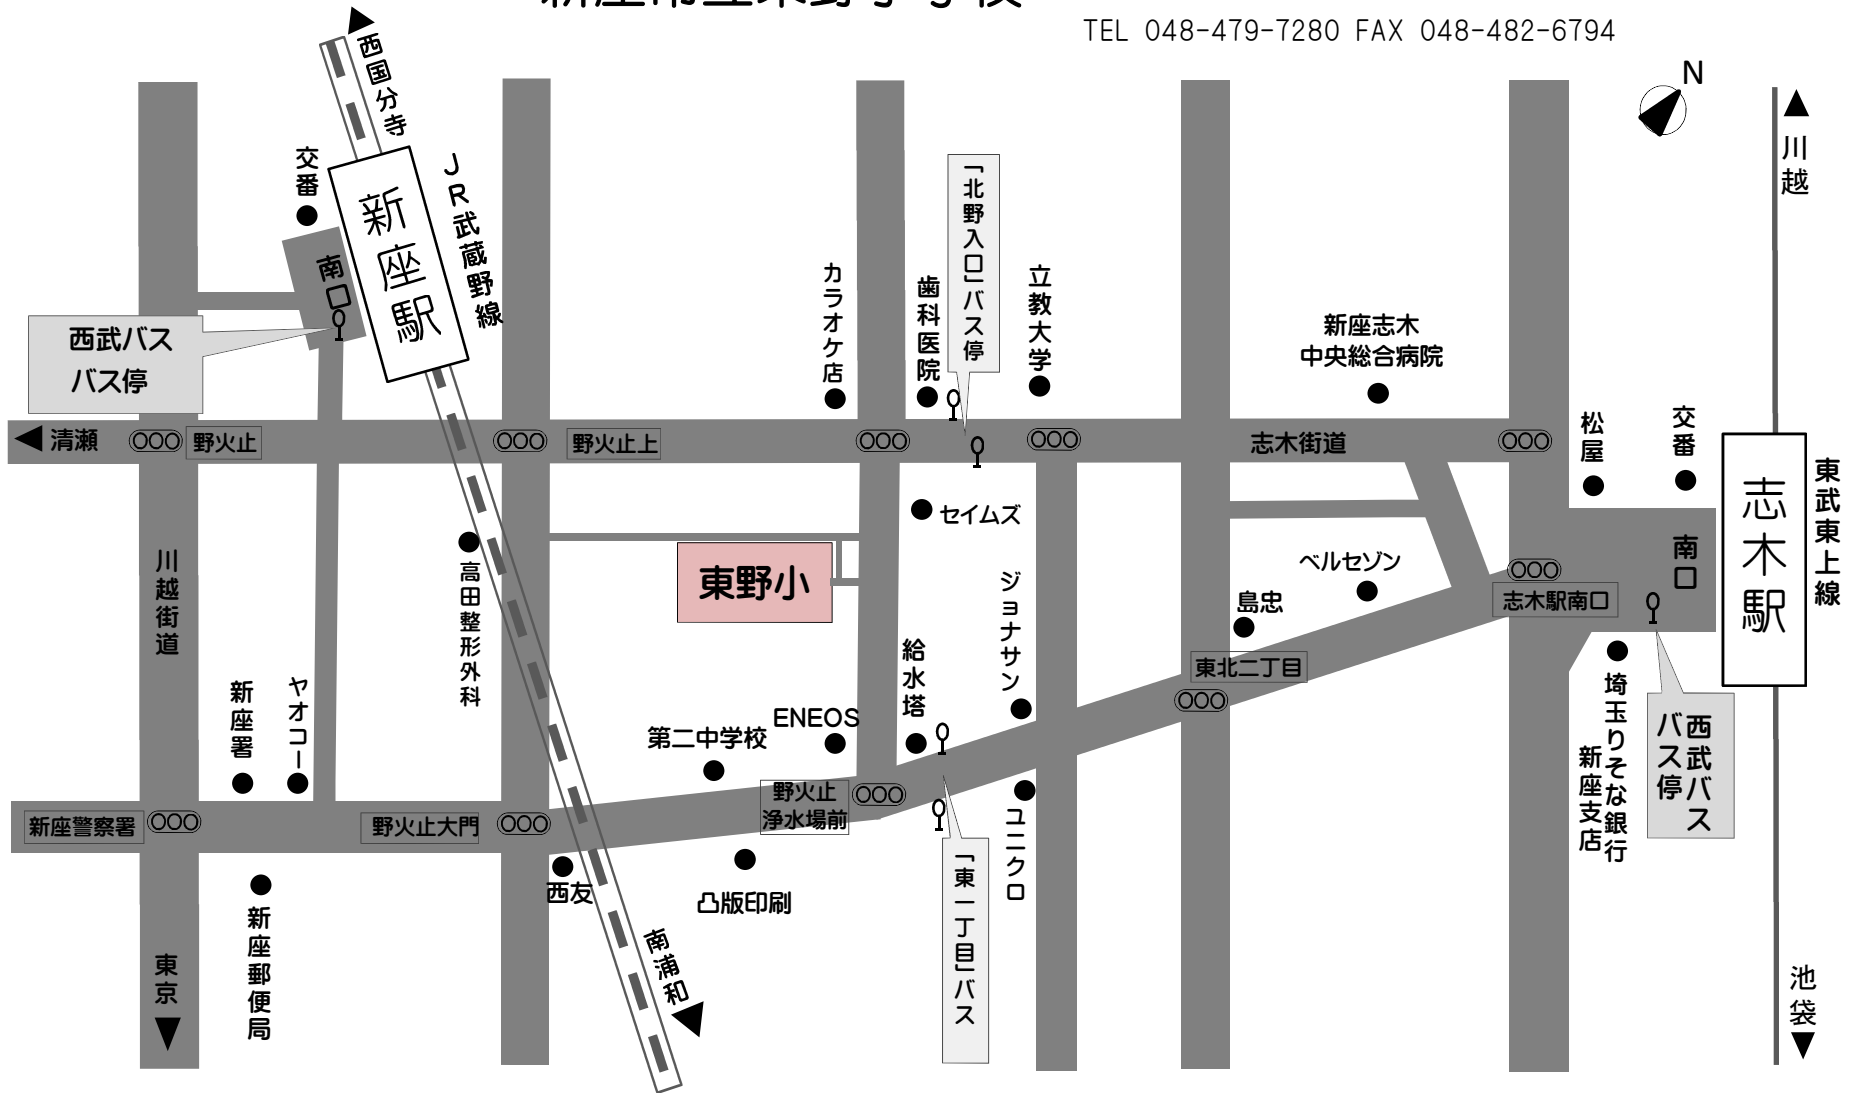 新座市立東野小学校
TEL 048-479-7280 FAX 048-482-6794
西国分寺
N
川越
交番
新座駅
JR武蔵野線
南口
西武バス
バス停
カラオケ店
歯科医院
「北野入口」バス停
立教大学
新座志木
中央総合病院
松屋
交番
清瀬
野火止
野火止上
志木街道
志木駅
東武東上線
南口
セイムズ
川越街道
高田整形外科
東野小
ジョナサン
ベルセゾン
島忠
志木駅南口
東北二丁目
給水塔
埼玉りそな銀行
新座支店
西武バス
バス停
新座署
ヤオコー
第二中学校
ENEOS
野火止
浄水場前
新座警察署
野火止大門
ユニクロ
西友
凸版印刷
「東一丁目」バス
新座郵便局
南浦和
東京
池袋